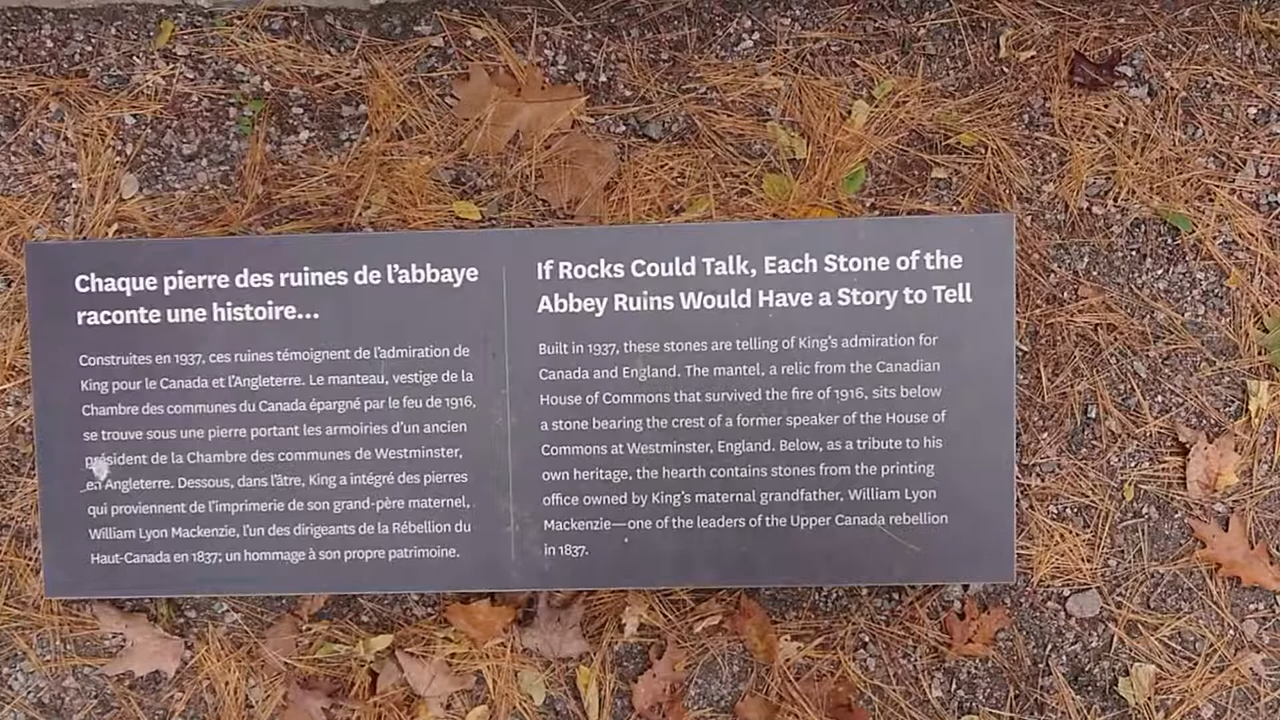 Chaque pierre des ruines de l'abbaye
raconte une histoire...
Construites en 1937, ces ruines témoignent de l'admiration de
King pour le Canada et l'Angleterre. Le manteau, vestige de la
Chambre des communes du Canada épargné par le feu de 1916,
se trouve sous une pierre portant les armoiries d'un ancien
président de la Chambre des communes de Westminster,
en Angleterre. Dessous, dans l'âtre, King a intégré des pierres
qui proviennent de l'imprimerie de son grand-père maternel,
William Lyon Mackenzie, l'un des dirigeants de la Rébellion du
Haut-Canada en 1837; un hommage à son propre patrimoine.
If Rocks Could Talk, Each Stone of the
Abbey Ruins Would Have a Story to Tell
Built in 1937, these stones are telling of King's admiration for
Canada and England. The mantel, a relic from the Canadian
House of Commons that survived the fire of 1916, sits below
a stone bearing the crest of a former speaker of the House of
Commons at Westminster, England. Below, as a tribute to his
own heritage, the hearth contains stones from the printing
office owned by King's maternal grandfather, William Lyon
Mackenzie—one of the leaders of the Upper Canada rebellion
in 1837.